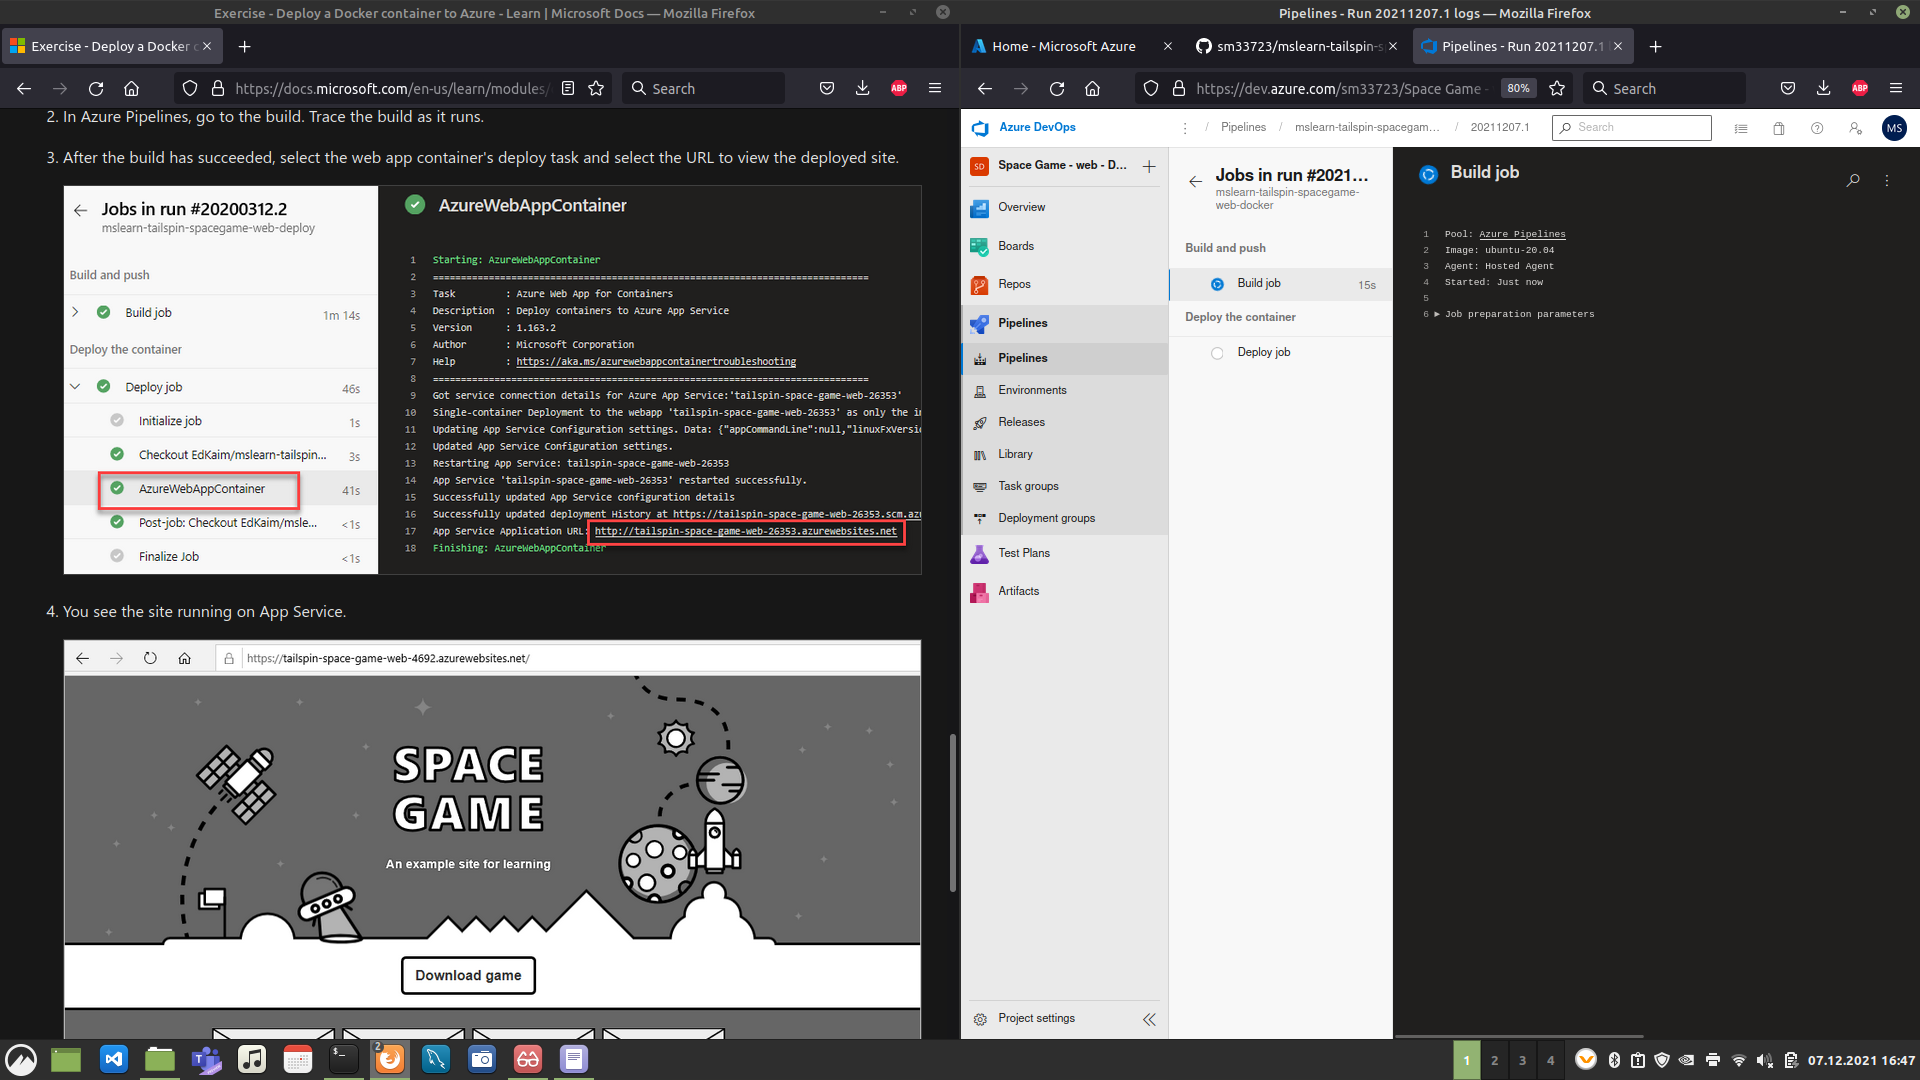 Exercise - Deploy a Docker container to Azure - Learn | Microsoft Docs — Mozilla Firefox
Exercise - Deploy a Docker c
https://docs.microsoft.com/en-us/learn/modules/
Search
ABP
2. In Azure Pipelines, go to the build. Trace the build as it runs.
3. After the build has succeeded, select the web app container's deploy task and select the URL to view the deployed site.
Jobs in run #20200312.2
mslearn-tailspin-spacegame-web-deploy
Build and push
Build job
1m 14s
Deploy the container
Deploy job
46s
Initialize job
1s
Checkout EdKaim/mslearn-tailspin...
3s
AzureWebAppContainer
41s
Post-job: Checkout EdKaim/msle...
<1s
Finalize Job
<1s
AzureWebAppContainer
1 Starting: AzureWebAppContainer
2 ==============================================================================
3 Task : Azure Web App for Containers
4 Description : Deploy containers to Azure App Service
5 Version : 1.163.2
6 Author : Microsoft Corporation
7 Help : https://aka.ms/azurewebappcontainertroubleshooting
8 ==============================================================================
9 Got service connection details for Azure App Service:'tailspin-space-game-web-26353'
10 Single-container Deployment to the webapp 'tailspin-space-game-web-26353' as only the i
11 Updating App Service Configuration settings. Data: {"appCommandLine":null,"linuxFxVersi
12 Updated App Service Configuration settings.
13 Restarting App Service: tailspin-space-game-web-26353
14 App Service 'tailspin-space-game-web-26353' restarted successfully.
15 Successfully updated App Service configuration details
16 Successfully updated deployment History at https://tailspin-space-game-web-26353.scm.az
17 App Service Application URL: http://tailspin-space-game-web-26353.azurewebsites.net
18 Finishing: AzureWebAppContainer
4. You see the site running on App Service.
https://tailspin-space-game-web-4692.azurewebsites.net/
SPACE
GAME
An example site for learning
Download game
Pipelines - Run 20211207.1 logs — Mozilla Firefox
Home - Microsoft Azure
sm33723/mslearn-tailspin-s
Pipelines - Run 20211207.1
https://dev.azure.com/sm33723/Space Game -
80%
Search
ABP
Azure DevOps
/ Pipelines / mslearn-tailspin-spacegam... / 20211207.1
Search
MS
SD
Space Game - web - D...
Overview
Boards
Repos
Pipelines
Pipelines
Environments
Releases
Library
Task groups
Deployment groups
Test Plans
Artifacts
Project settings
Jobs in run #2021...
mslearn-tailspin-spacegame-
web-docker
Build and push
Build job
15s
Deploy the container
Deploy job
Build job
1 Pool: Azure Pipelines
2 Image: ubuntu-20.04
3 Agent: Hosted Agent
4 Started: Just now
5
6 Job preparation parameters
2
1 2 3 4
07.12.2021 16:47